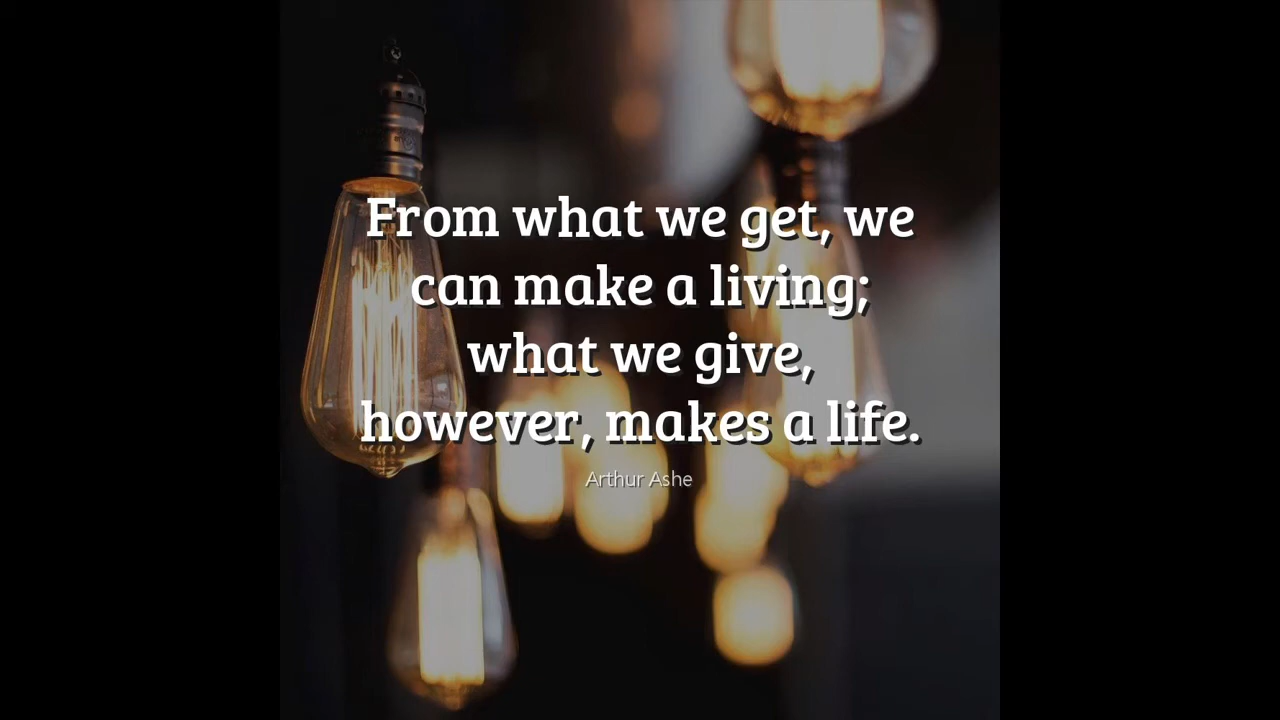 From what we get, we
can make a living;
what we give,
however, makes a life.
Arthur Ashe